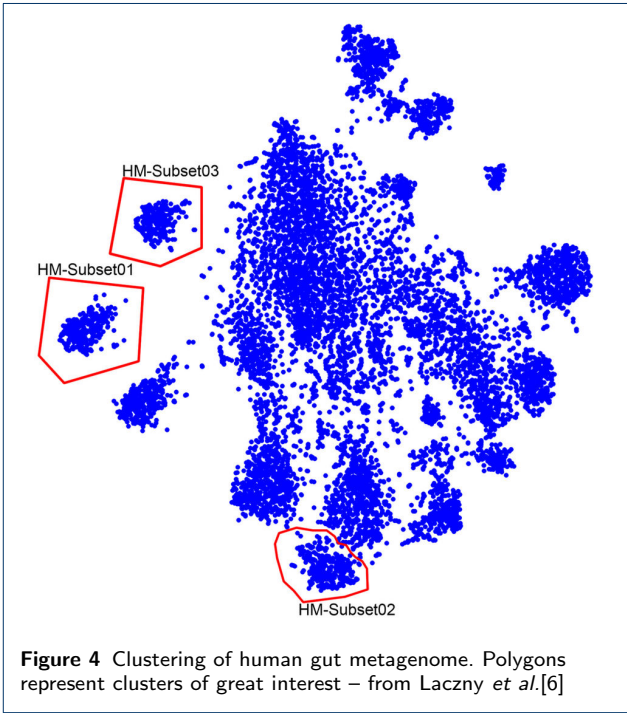 HM-Subset03
HM-Subset01
HM-Subset02
Figure 4 Clustering of human gut metagenome. Polygons
represent clusters of great interest – from Laczny et al.[6]